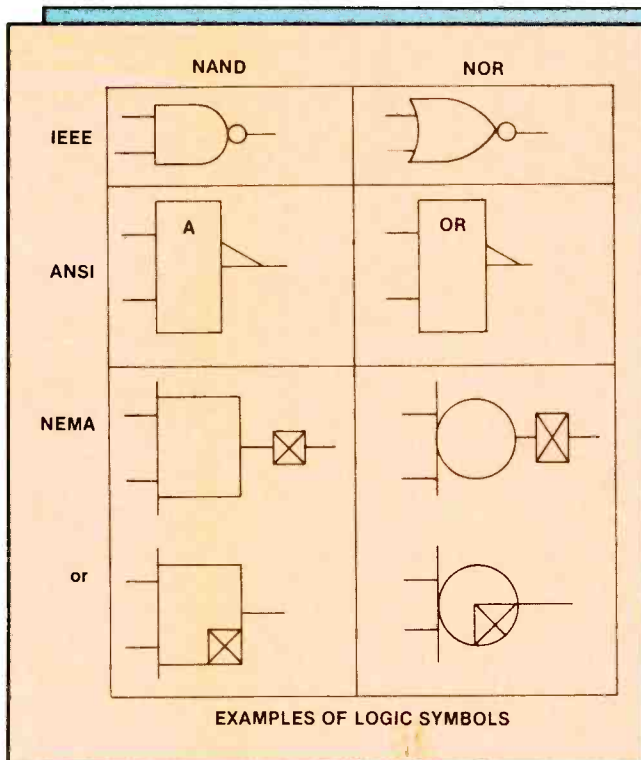 NAND NOR
IEEE
A OR
ANSI
NEMA
or
EXAMPLES OF LOGIC SYMBOLS